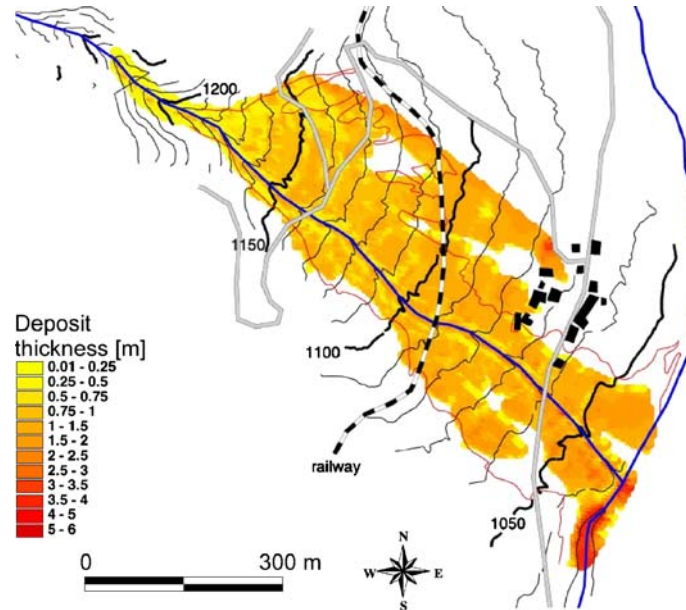 1200
1150
1100
railway
1050
Deposit
thickness [m]
0.01 - 0.25
0.25 - 0.5
0.5 - 0.75
0.75 - 1
1 - 1.5
1.5 - 2
2 - 2.5
2.5 - 3
3 - 3.5
3.5 - 4
4 - 5
5 - 6
0 300 m
N
W E
S